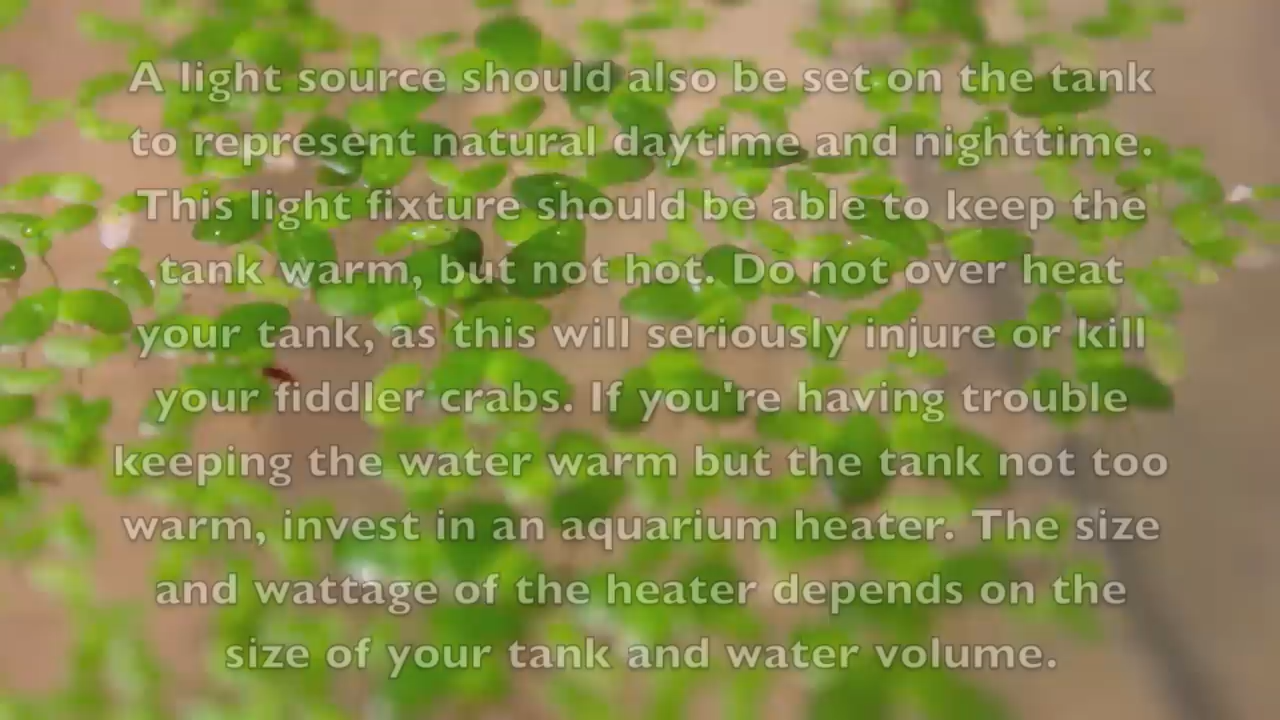 A light source should also be set on the tank
to represent natural daytime and nighttime.
This light fixture should be able to keep the
tank warm, but not hot. Do not over heat
your tank, as this will seriously injure or kill
your fiddler crabs. If you're having trouble
keeping the water warm but the tank not too
warm, invest in an aquarium heater. The size
and wattage of the heater depends on the
size of your tank and water volume.